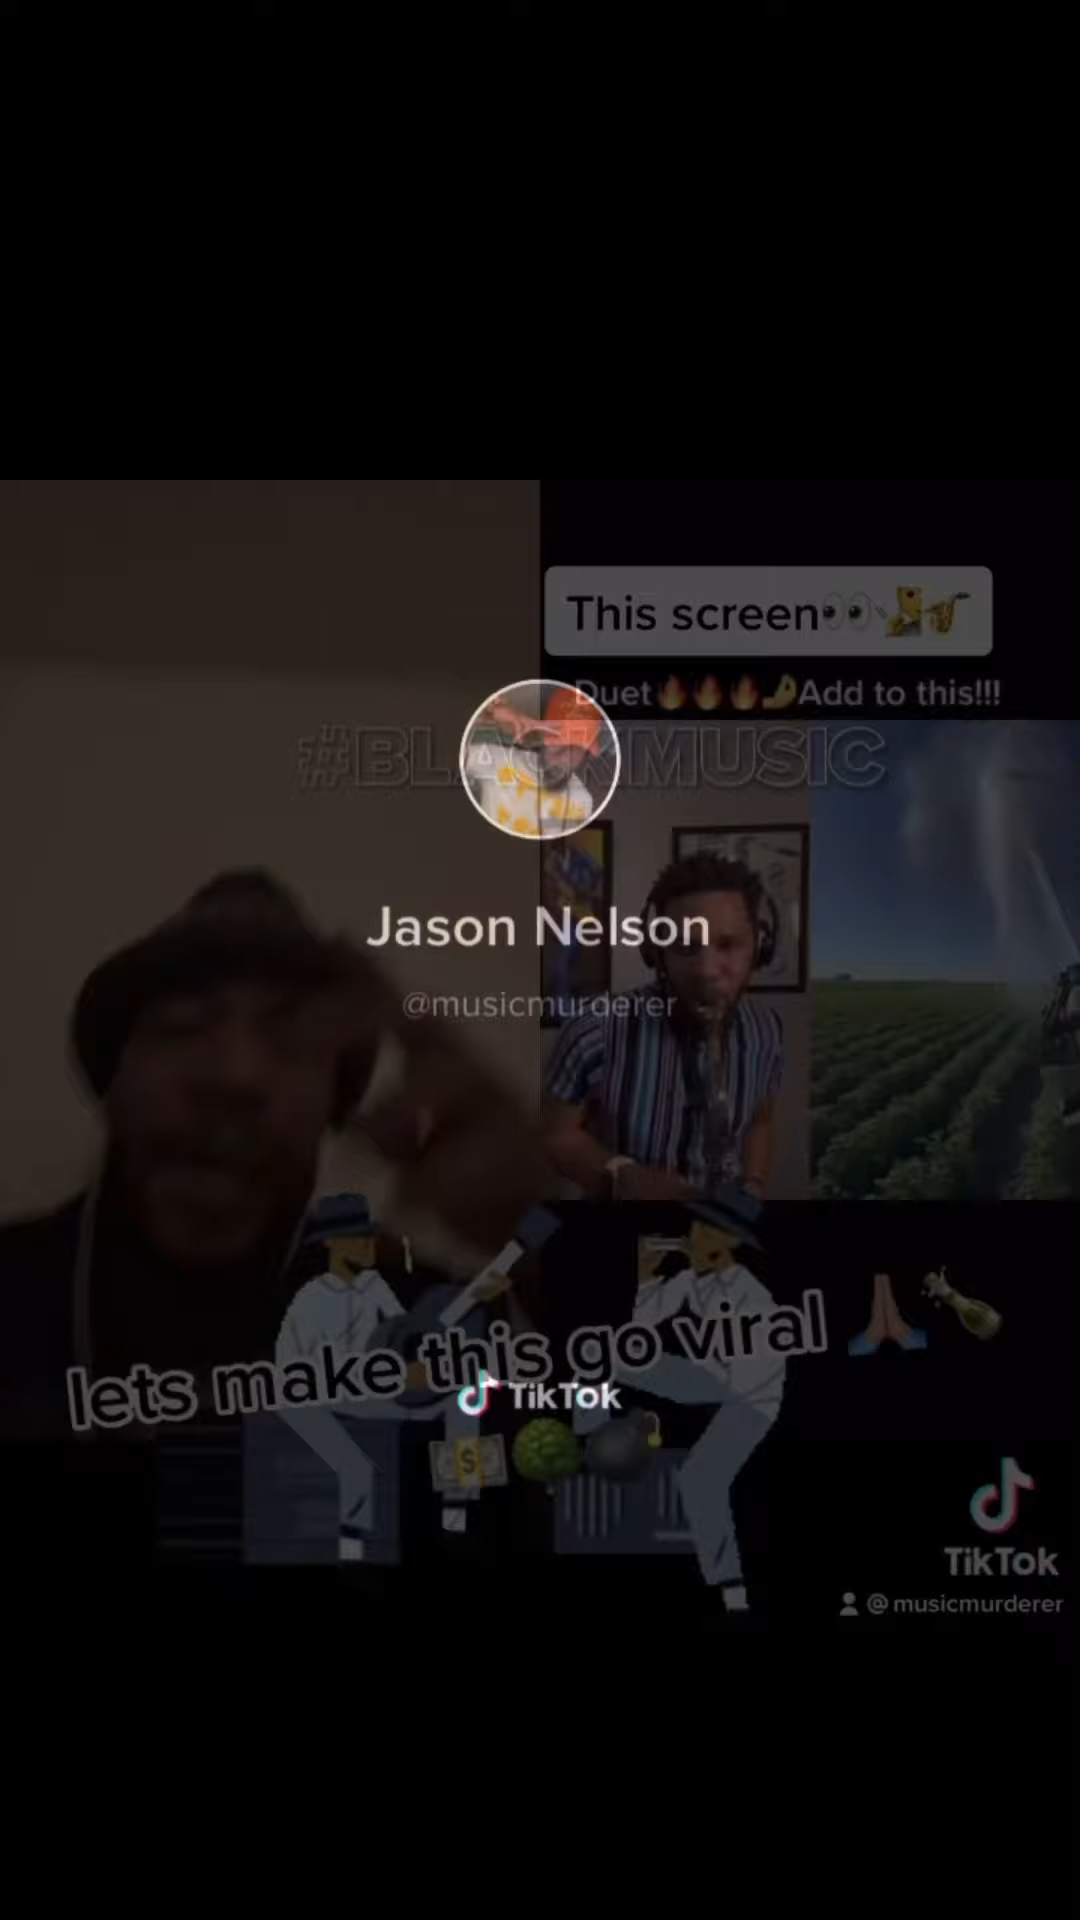 This screen👀
Duet🔥🔥🔥🤌Add to this!!!
#BLACKMUSIC
Jason Nelson
@musicmurderer
lets make this go viral 🙏🏽🍾
TikTok
TikTok
@musicmurderer